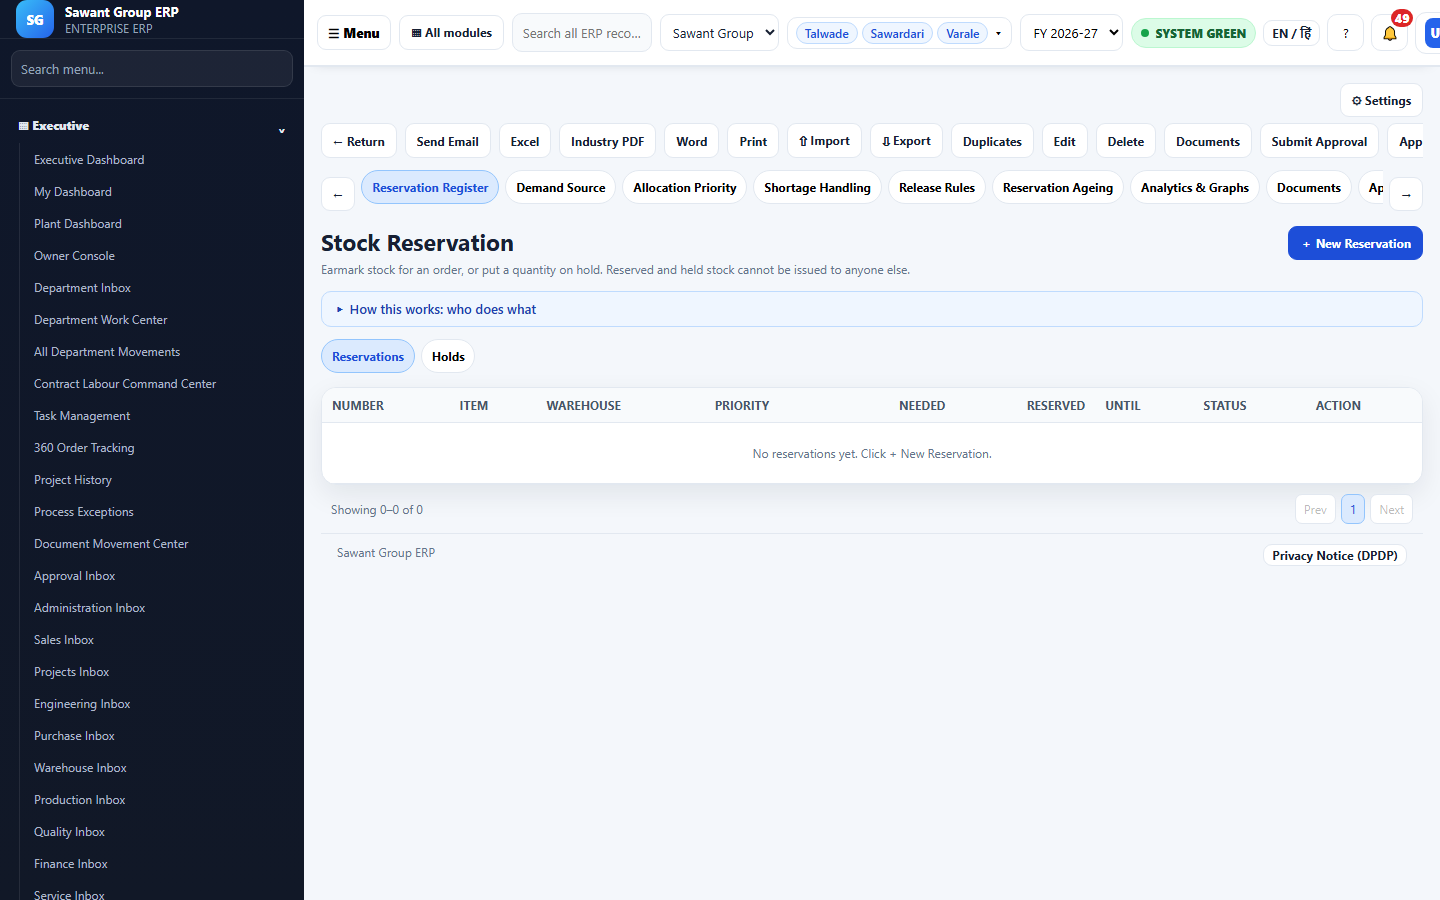 SG
Sawant Group ERP
ENTERPRISE ERP
Search menu...
Executive
Executive Dashboard
My Dashboard
Plant Dashboard
Owner Console
Department Inbox
Department Work Center
All Department Movements
Contract Labour Command Center
Task Management
360 Order Tracking
Project History
Process Exceptions
Document Movement Center
Approval Inbox
Administration Inbox
Sales Inbox
Projects Inbox
Engineering Inbox
Purchase Inbox
Warehouse Inbox
Production Inbox
Quality Inbox
Finance Inbox
Service Inbox
☰ Menu
All modules
Search all ERP reco...
Sawant Group
Talwade Sawardari Varale
FY 2026-27
SYSTEM GREEN
EN / हिं
?
49
U
⚙ Settings
← Return Send Email Excel Industry PDF Word Print ⇧ Import ⇩ Export Duplicates Edit Delete Documents Submit Approval App
← Reservation Register Demand Source Allocation Priority Shortage Handling Release Rules Reservation Ageing Analytics & Graphs Documents Ap →
Stock Reservation
+ New Reservation
Earmark stock for an order, or put a quantity on hold. Reserved and held stock cannot be issued to anyone else.
▸ How this works: who does what
Reservations Holds
NUMBER ITEM WAREHOUSE PRIORITY NEEDED RESERVED UNTIL STATUS ACTION
No reservations yet. Click + New Reservation.
Showing 0–0 of 0
Prev 1 Next
Sawant Group ERP
Privacy Notice (DPDP)